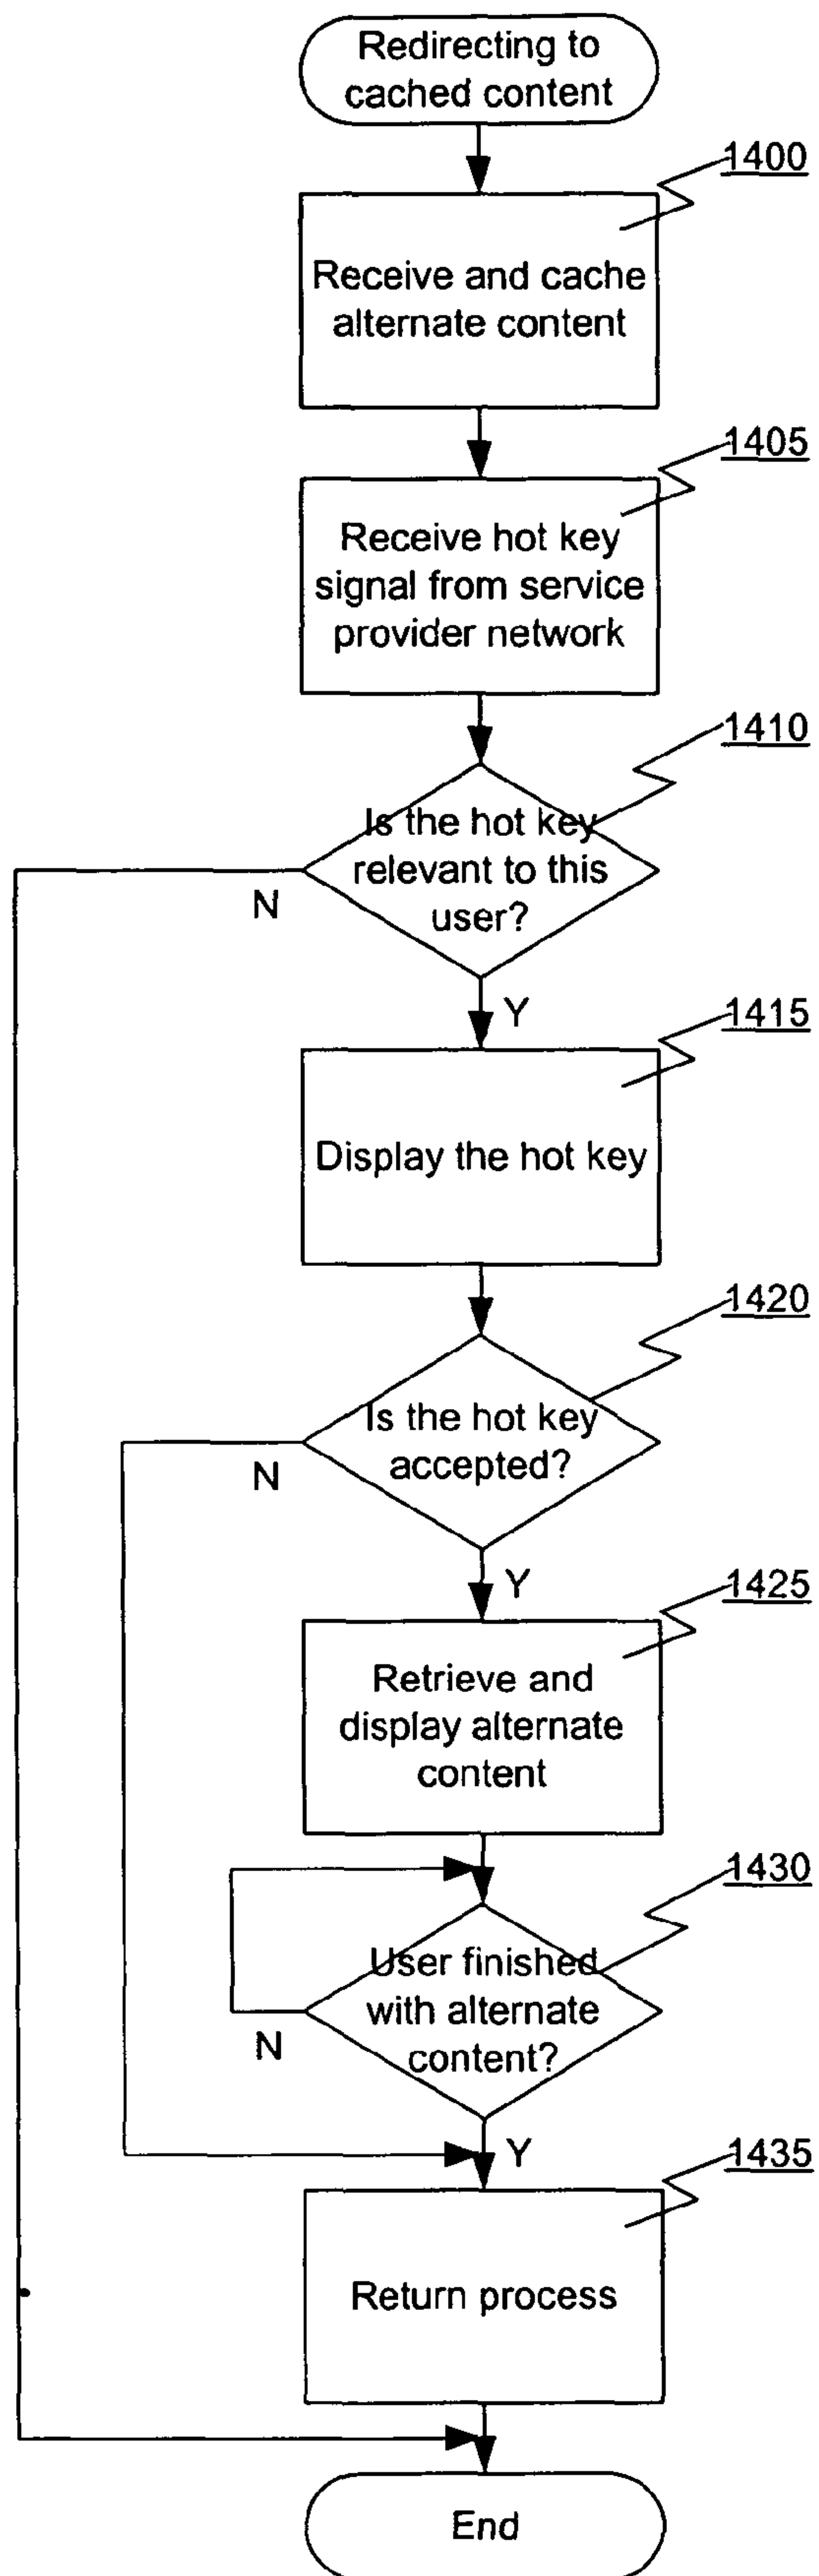 Redirecting to
cached content
1400
Receive and cache
alternate content
1405
Receive hot key
signal from service
provider network
1410
Is the hot key
relevant to this
user?
N
Y
1415
Display the hot key
1420
Is the hot key
accepted?
N
Y
1425
Retrieve and
display alternate
content
1430
User finished
with alternate
content?
N
Y
1435
Return process
End